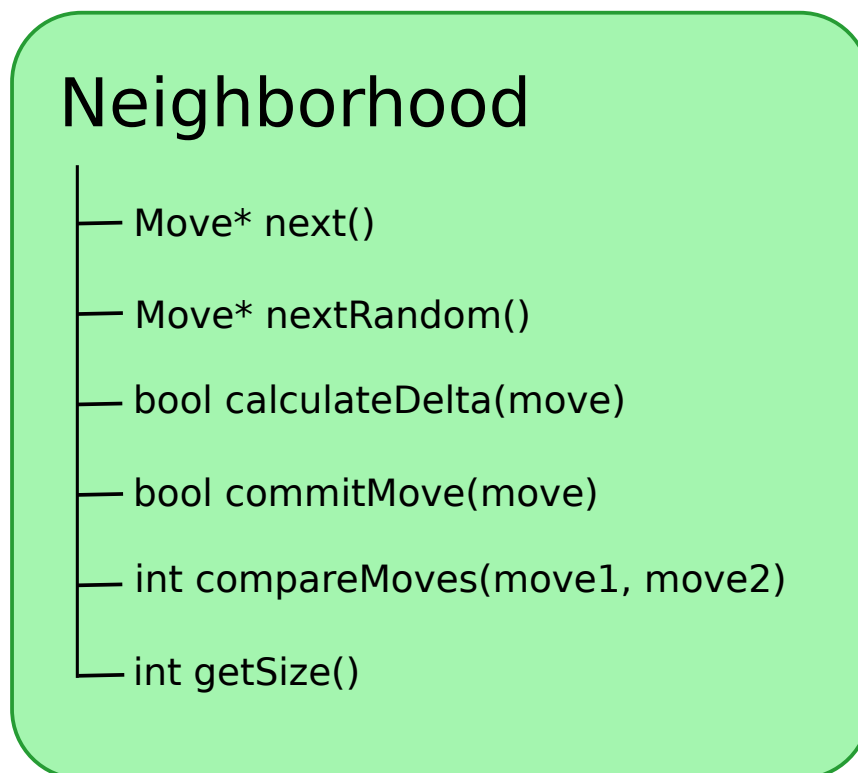 Neighborhood
Move* next()
Move* nextRandom()
bool calculateDelta(move)
bool commitMove(move)
int compareMoves(move1, move2)
int getSize()